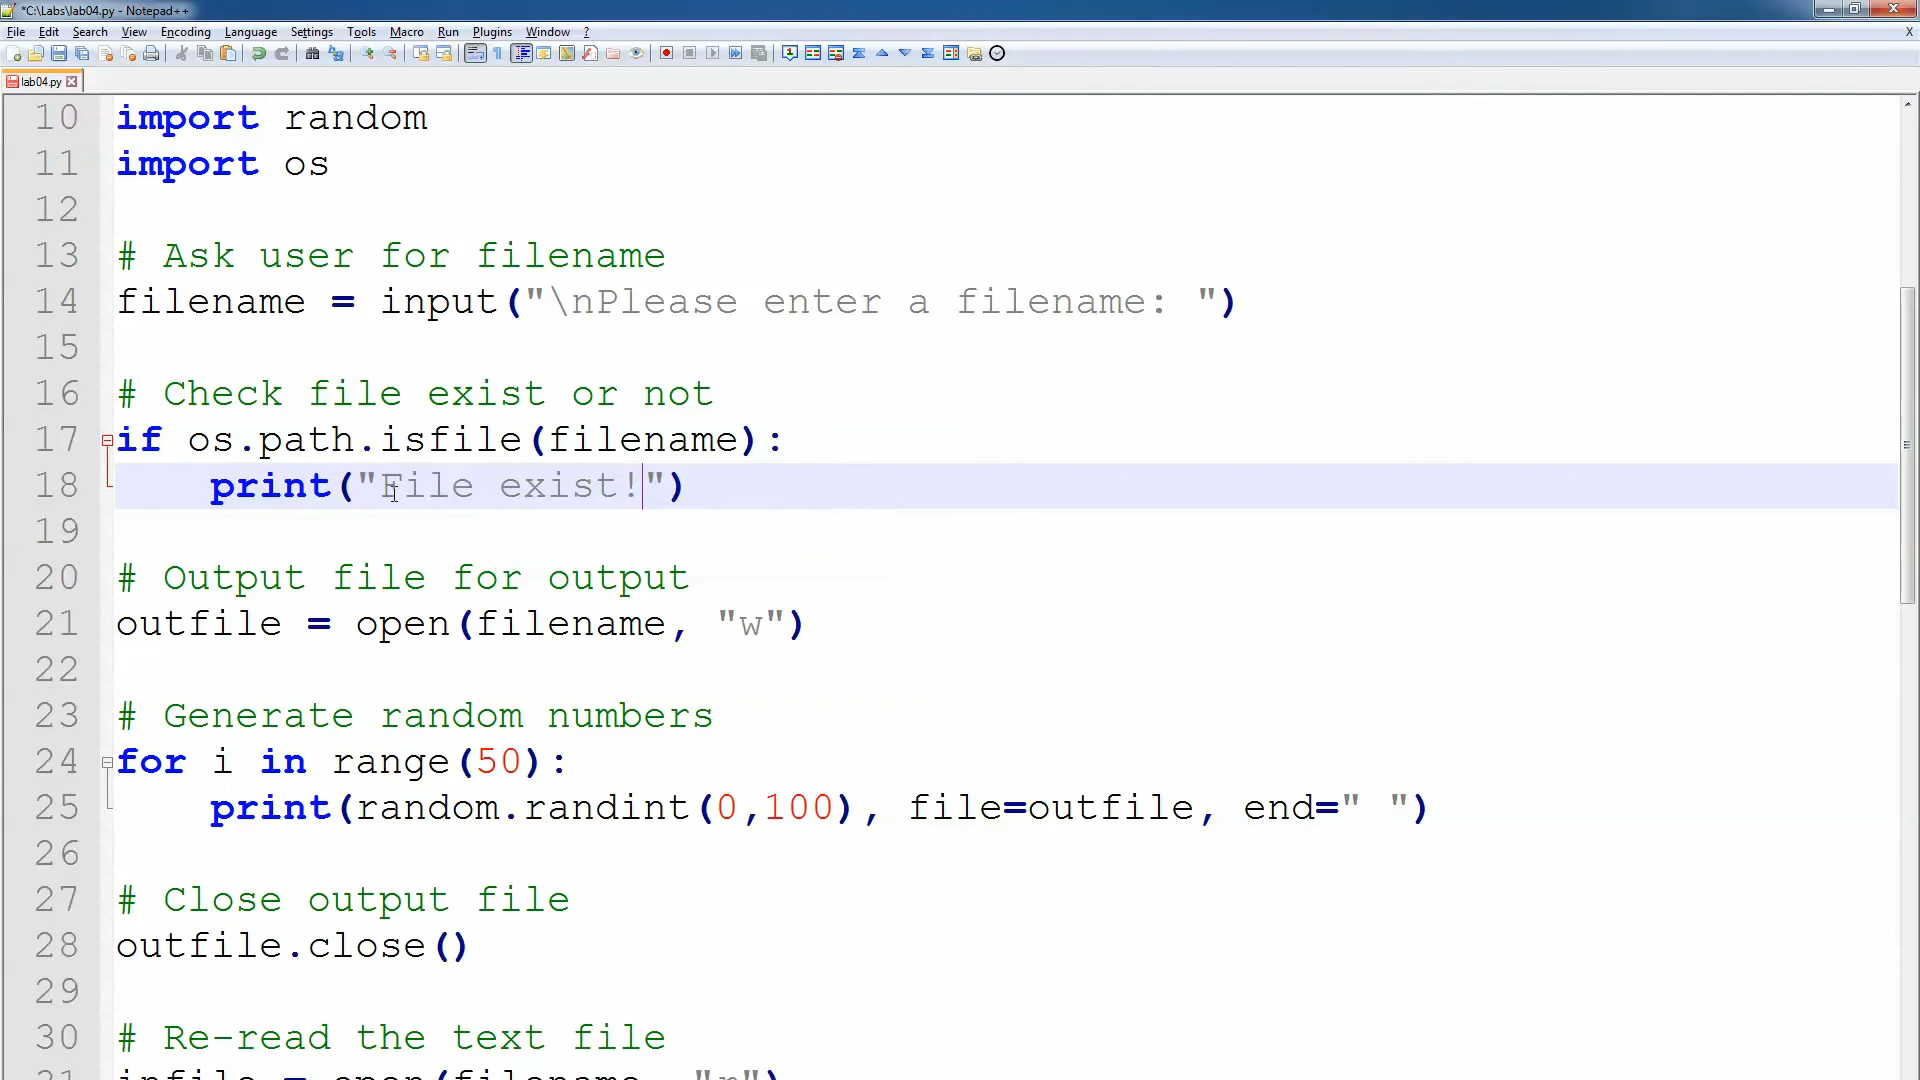 *C:\Labs\lab04.py - Notepad++
File Edit Search View Encoding Language Settings Tools Macro Run Plugins Window ? X
lab04.py
10 import random
11 import os
12
13 # Ask user for filename
14 filename = input("\nPlease enter a filename: ")
15
16 # Check file exist or not
17 if os.path.isfile(filename):
18     print("File exist!")
19
20 # Output file for output
21 outfile = open(filename, "w")
22
23 # Generate random numbers
24 for i in range(50):
25     print(random.randint(0,100), file=outfile, end=" ")
26
27 # Close output file
28 outfile.close()
29
30 # Re-read the text file
31 infile = open(filename, "r")